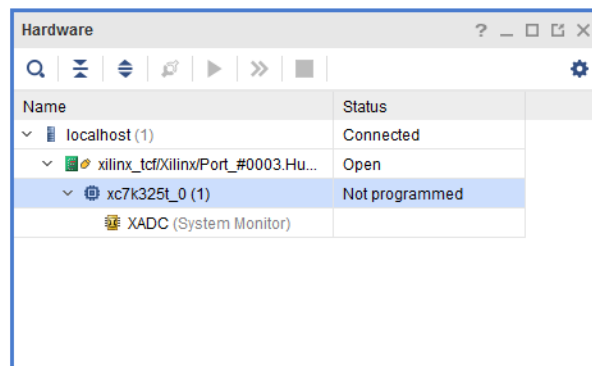 Hardware
Name Status
localhost (1) Connected
xilinx_tcf/Xilinx/Port_#0003.Hu... Open
xc7k325t_0 (1) Not programmed
XADC (System Monitor)